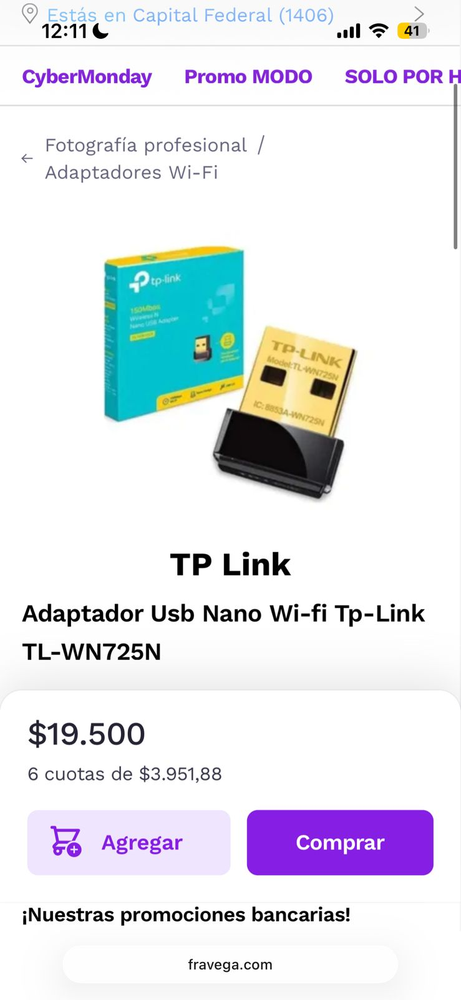 Estás en Capital Federal (1406)
12:11
41
CyberMonday Promo MODO SOLO POR H
Fotografía profesional /
Adaptadores Wi-Fi
tp-link
150Mbps
Wireless N
Nano USB Adapter
TP-LINK
Model:TL-WN725N
IC: 8853A-WN725N
TP Link
Adaptador Usb Nano Wi-fi Tp-Link
TL-WN725N
$19.500
6 cuotas de $3.951,88
Agregar Comprar
¡Nuestras promociones bancarias!
fravega.com